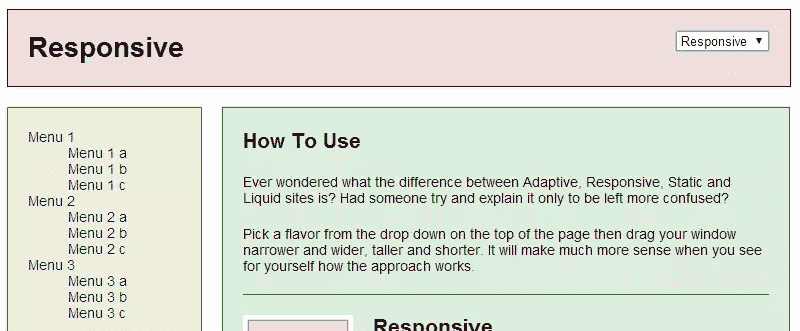 Responsive
Responsive
Menu 1
Menu 1 a
Menu 1 b
Menu 1 c
Menu 2
Menu 2 a
Menu 2 b
Menu 2 c
Menu 3
Menu 3 a
Menu 3 b
Menu 3 c
How To Use
Ever wondered what the difference between Adaptive, Responsive, Static and
Liquid sites is? Had someone try and explain it only to be left more confused?
Pick a flavor from the drop down on the top of the page then drag your window
narrower and wider, taller and shorter. It will make much more sense when you see
for yourself how the approach works.
Responsive